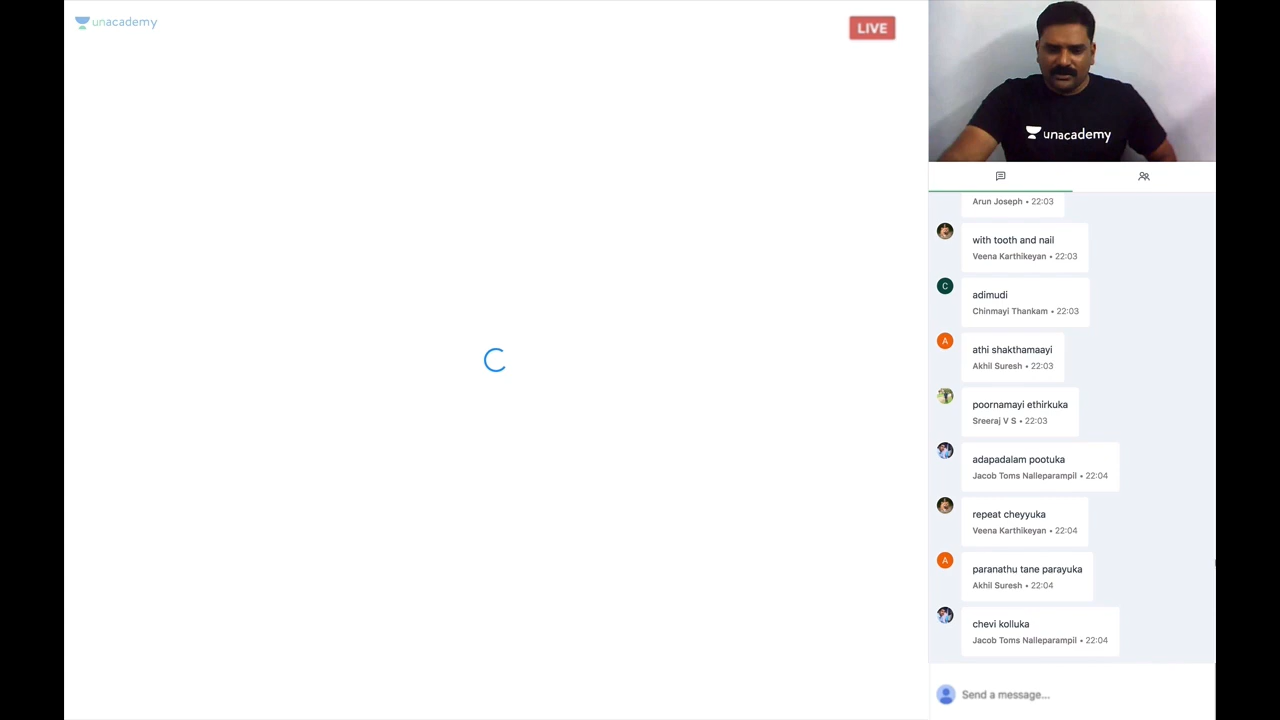 unacademy
LIVE
unacademy
Arun Joseph • 22:03
with tooth and nail
Veena Karthikeyan • 22:03
C
adimudi
Chinmayi Thankam • 22:03
A
athi shakthamaayi
Akhil Suresh • 22:03
poornamayi ethirkuka
Sreeraj V S • 22:03
adapadalam pootuka
Jacob Toms Nalleparampil • 22:04
repeat cheyyuka
Veena Karthikeyan • 22:04
A
paranathu tane parayuka
Akhil Suresh • 22:04
chevi kolluka
Jacob Toms Nalleparampil • 22:04
Send a message...